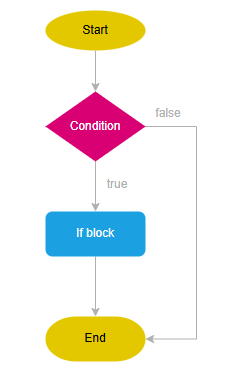 Start
Condition
false
true
If block
End